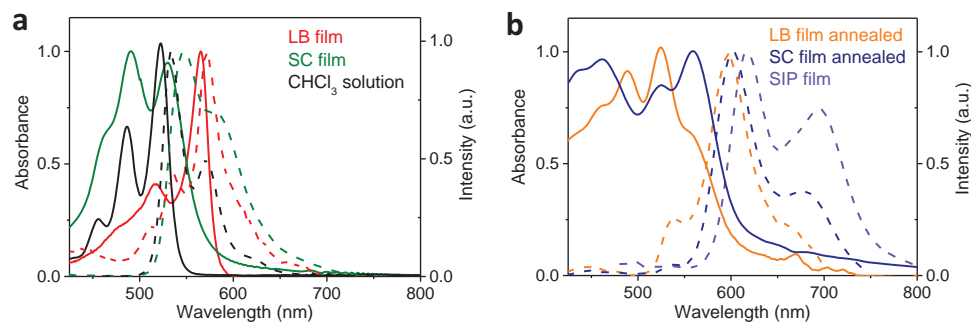 a
LB film
SC film
CHCl₃ solution
Absorbance
1.0
0.5
0.0
Intensity (a.u.)
1.0
0.5
0.0
500
600
700
800
Wavelength (nm)
b
LB film annealed
SC film annealed
SIP film
Absorbance
1.0
0.5
0.0
Intensity (a.u.)
1.0
0.5
0.0
500
600
700
800
Wavelength (nm)